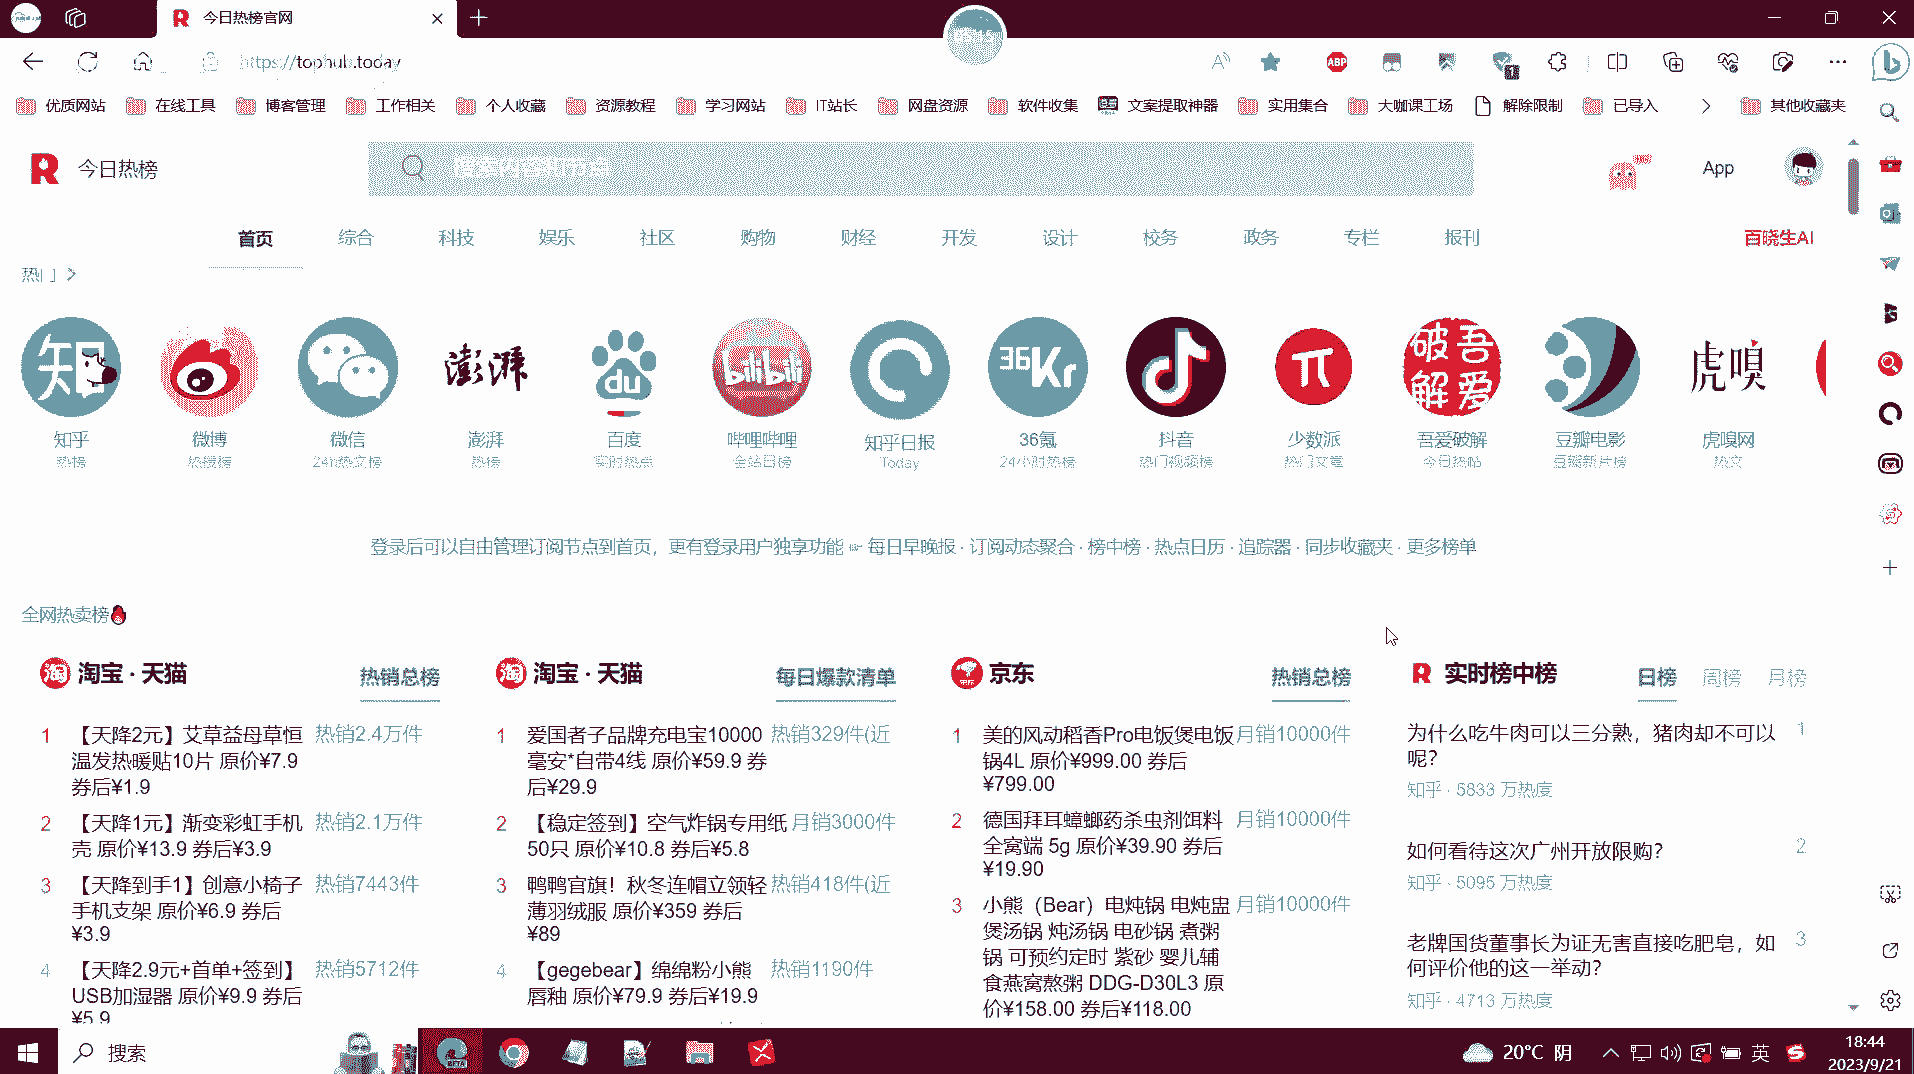 今日热榜官网
https://tophub.today
优质网站 在线工具 博客管理 工作相关 个人收藏 资源教程 学习网站 IT站长 网盘资源 软件收集 文案提取神器 实用集合 大咖课工场 解除限制 已导入 其他收藏夹
今日热榜
App
首页 综合 科技 娱乐 社区 购物 财经 开发 设计 校务 政务 专栏 报刊 百晓生AI
热门
知乎 微博 微信 澎湃 百度 哔哩哔哩 知乎日报 36氪 抖音 少数派 吾爱破解 豆瓣电影 虎嗅网
热榜 热搜榜 24h热文榜 热榜 实时热点 全站日榜 Today 24小时热榜 热门视频榜 热门文章 今日热帖 豆瓣新片榜 热文
登录后可以自由管理订阅节点到首页，更有登录用户独享功能 ☞ 每日早晚报 · 订阅动态聚合 · 榜中榜 · 热点日历 · 追踪器 · 同步收藏夹 · 更多榜单
全网热卖榜
淘宝 · 天猫 热销总榜
1 【天降2元】艾草益母草恒 热销2.4万件
温发热暖贴10片 原价¥7.9
券后¥1.9
2 【天降1元】渐变彩虹手机 热销2.1万件
壳 原价¥13.9 券后¥3.9
3 【天降到手1】创意小椅子 热销7443件
手机支架 原价¥6.9 券后
¥3.9
4 【天降2.9元+首单+签到】 热销5712件
USB加湿器 原价¥9.9 券后
¥5.9
淘宝 · 天猫 每日爆款清单
1 爱国者子品牌充电宝10000 热销329件(近
毫安*自带4线 原价¥59.9 券
后¥29.9
2 【稳定签到】空气炸锅专用纸 月销3000件
50只 原价¥10.8 券后¥5.8
3 鸭鸭官旗！秋冬连帽立领轻 热销418件(近
薄羽绒服 原价¥359 券后
¥89
4 【gegebear】绵绵粉小熊 热销1190件
唇釉 原价¥79.9 券后¥19.9
京东 热销总榜
1 美的风动稻香Pro电饭煲电饭 月销10000件
锅4L 原价¥999.00 券后
¥799.00
2 德国拜耳蟑螂药杀虫剂饵料 月销10000件
全窝端 5g 原价¥39.90 券后
¥19.90
3 小熊（Bear）电炖锅 电炖盅 月销10000件
煲汤锅 炖汤锅 电砂锅 煮粥
锅 可预约定时 紫砂 婴儿辅
食燕窝熬粥 DDG-D30L3 原
价¥158.00 券后¥118.00
实时榜中榜 日榜 周榜 月榜
为什么吃牛肉可以三分熟，猪肉却不可以 1
呢？
知乎 · 5833 万热度
如何看待这次广州开放限购？ 2
知乎 · 5095 万热度
老牌国货董事长为证无害直接吃肥皂，如 3
何评价他的这一举动？
知乎 · 4713 万热度
搜索
20°C 阴
英
18:44
2023/9/21